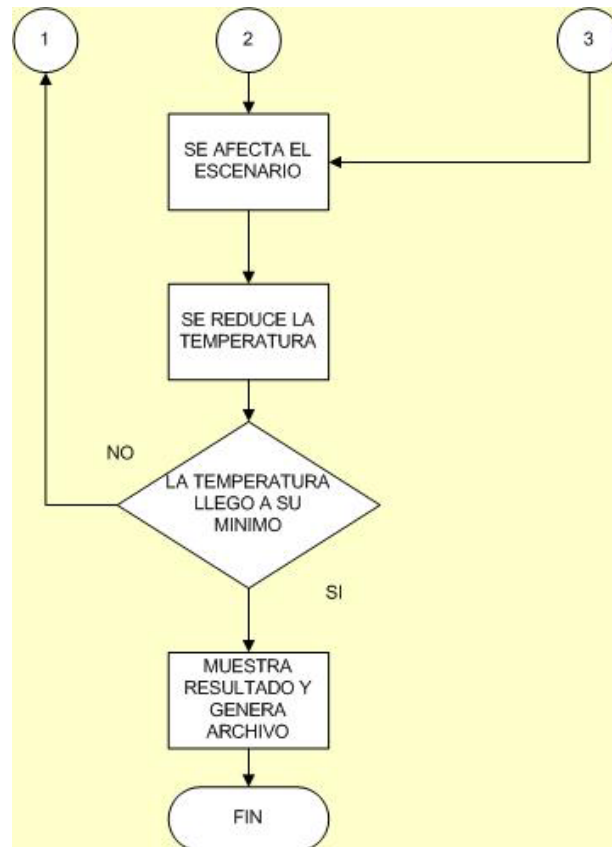 1
2
3
SE AFECTA EL
ESCENARIO
SE REDUCE LA
TEMPERATURA
NO
LA TEMPERATURA
LLEGO A SU
MINIMO
SI
MUESTRA
RESULTADO Y
GENERA
ARCHIVO
FIN